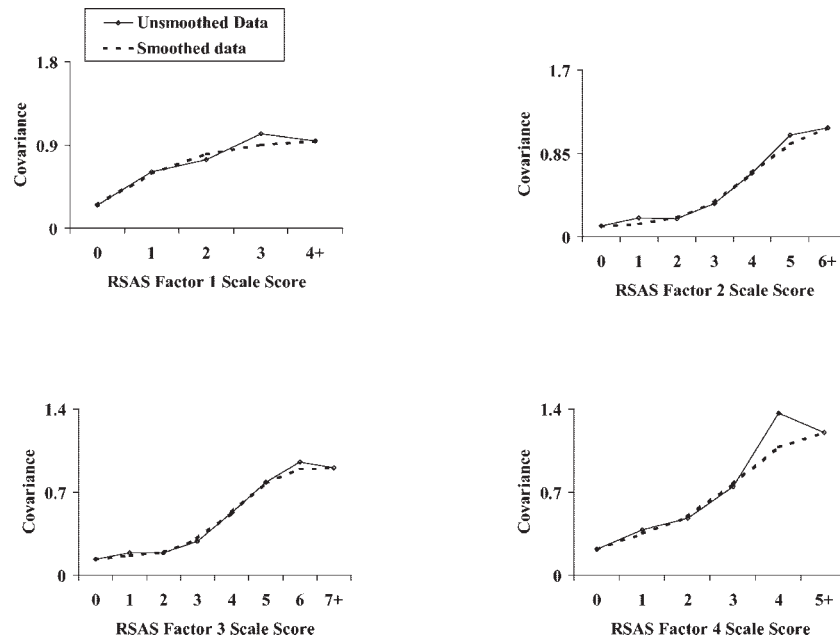 Unsmoothed Data
Smoothed data
1.8
0.9
0
Covariance
0 1 2 3 4+
RSAS Factor 1 Scale Score
1.7
0.85
0
Covariance
0 1 2 3 4 5 6+
RSAS Factor 2 Scale Score
1.4
0.7
0
Covariance
0 1 2 3 4 5 6 7+
RSAS Factor 3 Scale Score
1.4
0.7
0
Covariance
0 1 2 3 4 5+
RSAS Factor 4 Scale Score